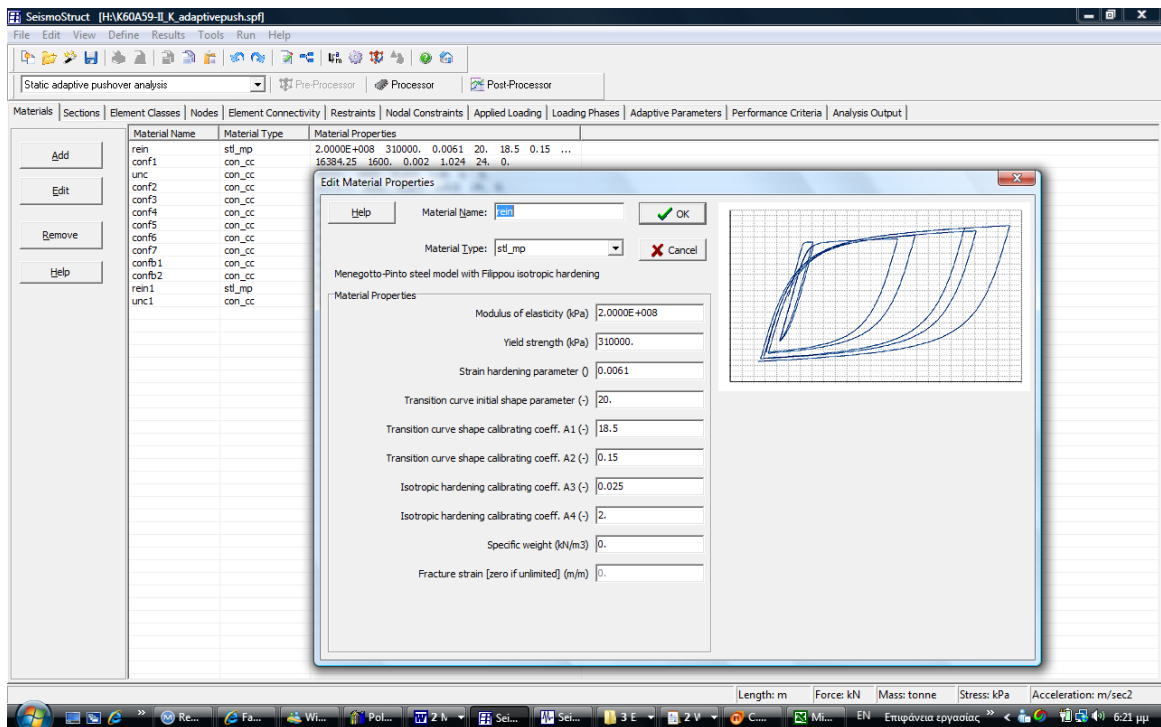 SeismoStruct [H:\K60A59-II_K_adaptivepush.spf]
File Edit View Define Results Tools Run Help
Static adaptive pushover analysis Pre-Processor Processor Post-Processor
Materials Sections Element Classes Nodes Element Connectivity Restraints Nodal Constraints Applied Loading Loading Phases Adaptive Parameters Performance Criteria Analysis Output
Material Name Material Type Material Properties
Add
Edit
Remove
Help
rein stl_mp 2.0000E+008 310000. 0.0061 20. 18.5 0.15 ...
conf1 con_cc 16384.25 1600. 0.002 1.024 24. 0.
unc con_cc
conf2 con_cc
conf3 con_cc
conf4 con_cc
conf5 con_cc
conf6 con_cc
conf7 con_cc
confb1 con_cc
confb2 con_cc
rein1 stl_mp
unc1 con_cc
Edit Material Properties
Help Material Name: rein OK
Material Type: stl_mp Cancel
Menegotto-Pinto steel model with Filippou isotropic hardening
Material Properties
Modulus of elasticity (kPa) 2.0000E+008
Yield strength (kPa) 310000.
Strain hardening parameter () 0.0061
Transition curve initial shape parameter (-) 20.
Transition curve shape calibrating coeff. A1 (-) 18.5
Transition curve shape calibrating coeff. A2 (-) 0.15
Isotropic hardening calibrating coeff. A3 (-) 0.025
Isotropic hardening calibrating coeff. A4 (-) 2.
Specific weight (kN/m3) 0.
Fracture strain [zero if unlimited] (m/m) 0.
Length: m Force: kN Mass: tonne Stress: kPa Acceleration: m/sec2
Re... Fa... Wi... Pol... 2 M Sei... Sei... 3 E 2 V C.... Mi... EN Επιφάνεια εργασίας 6:21 μμ